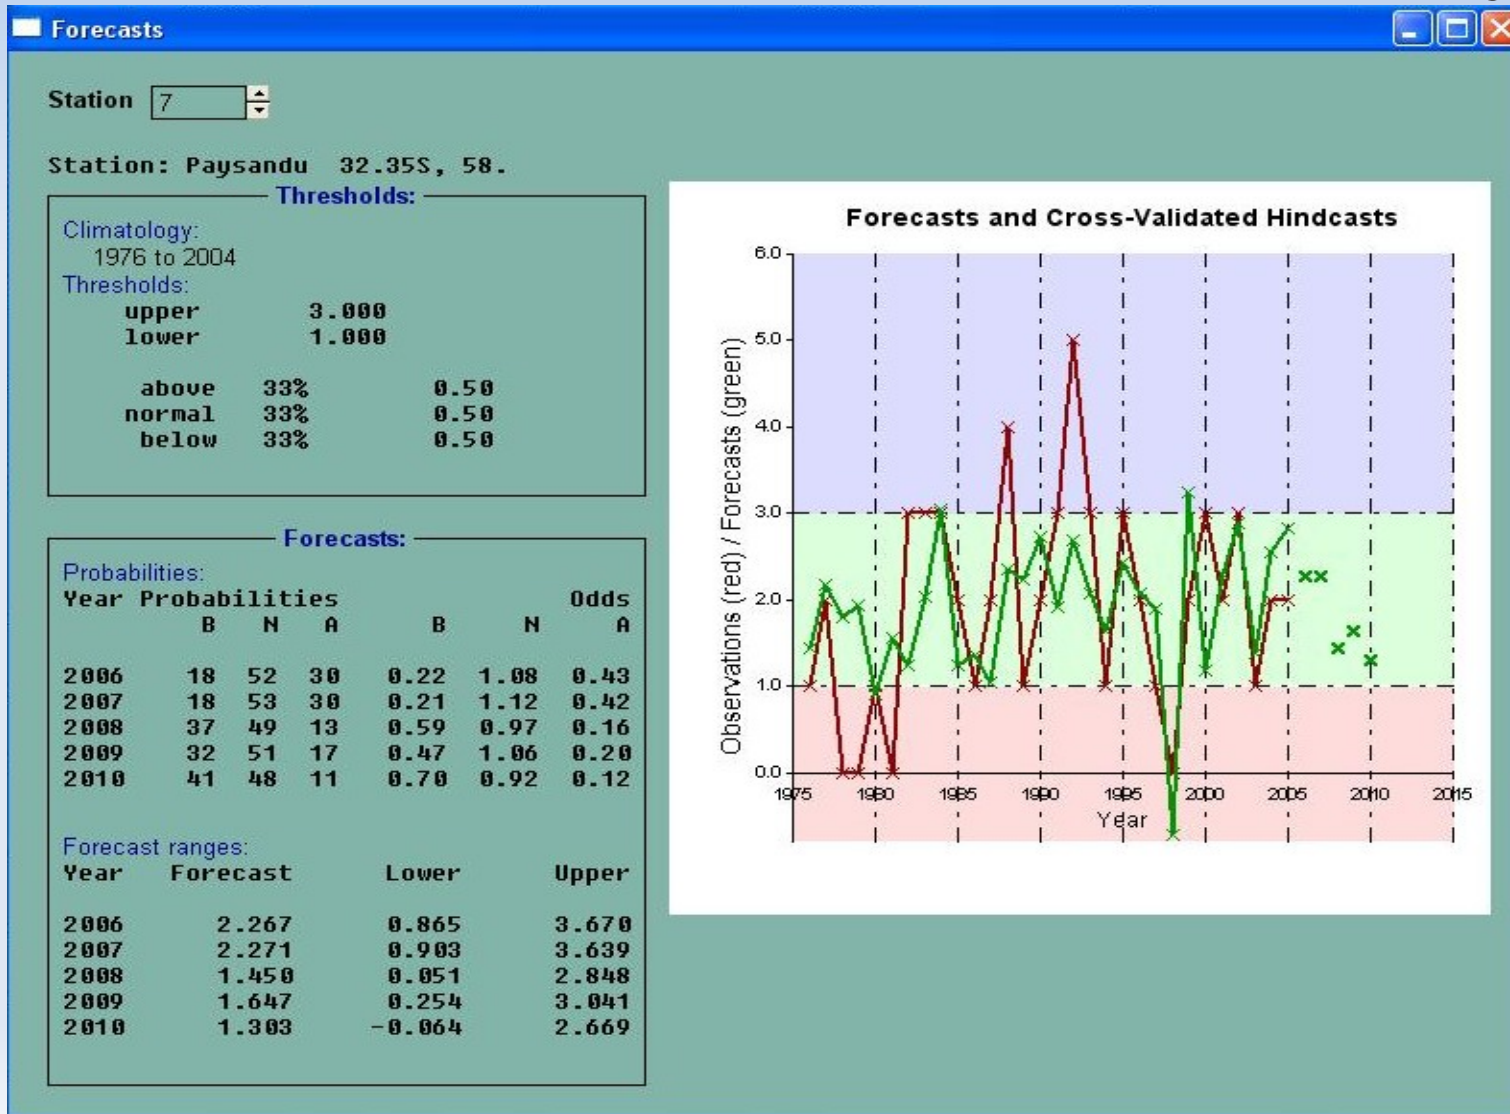 Forecasts
Station 7
Station: Paysandu 32.35S, 58.
Thresholds:
Climatology:
1976 to 2004
Thresholds:
upper 3.000
lower 1.000
above 33% 0.50
normal 33% 0.50
below 33% 0.50
Forecasts:
Probabilities:
Year Probabilities Odds
B N A B N A
2006 18 52 30 0.22 1.08 0.43
2007 18 53 30 0.21 1.12 0.42
2008 37 49 13 0.59 0.97 0.16
2009 32 51 17 0.47 1.06 0.20
2010 41 48 11 0.70 0.92 0.12
Forecast ranges:
Year Forecast Lower Upper
2006 2.267 0.865 3.670
2007 2.271 0.903 3.639
2008 1.450 0.051 2.848
2009 1.647 0.254 3.041
2010 1.303 -0.064 2.669
Forecasts and Cross-Validated Hindcasts
Observations (red) / Forecasts (green)
6.0
5.0
4.0
3.0
2.0
1.0
0.0
1975 1980 1985 1990 1995 2000 2005 2010 2015
Year